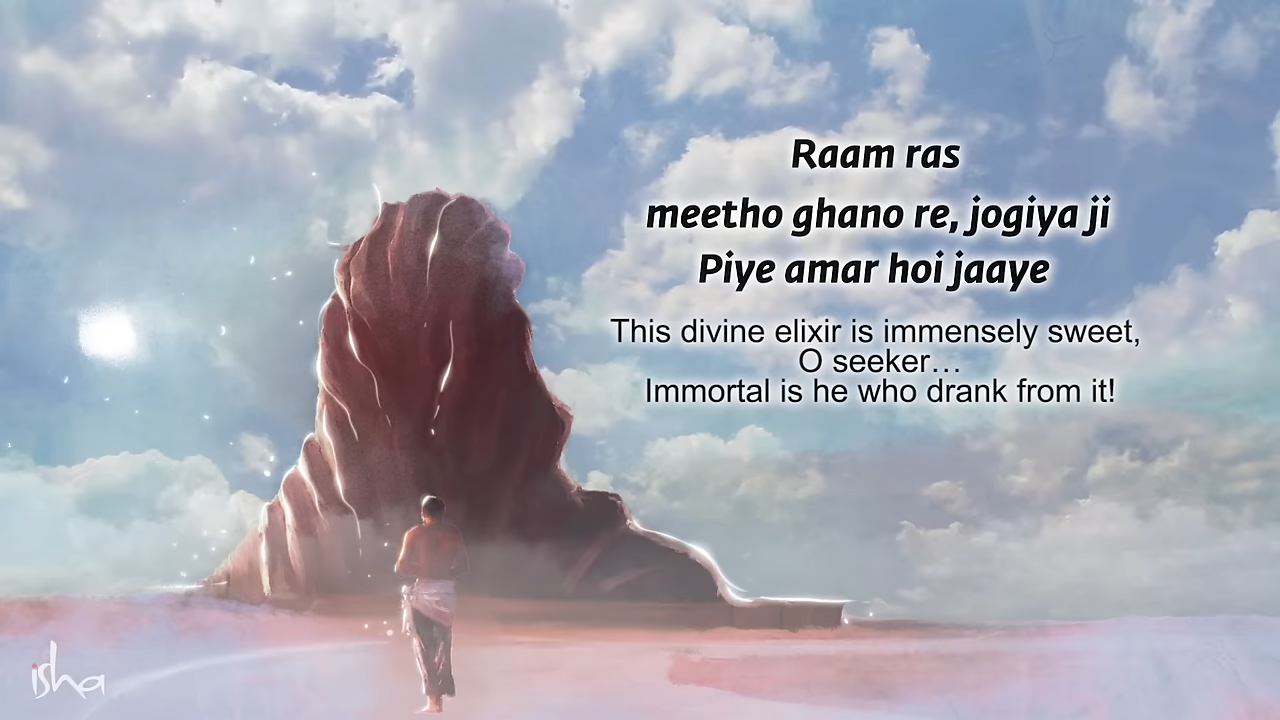 Raam ras
meetho ghano re, jogiya ji
Piye amar hoi jaaye
This divine elixir is immensely sweet,
O seeker…
Immortal is he who drank from it!
isha